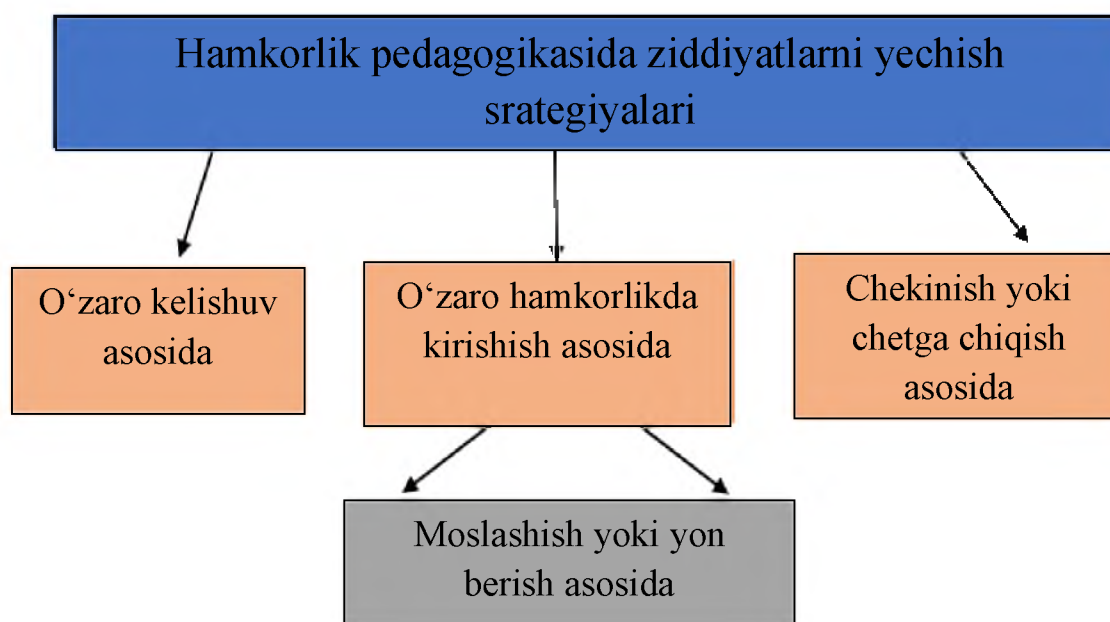 Hamkorlik pedagogikasida ziddiyatlarni yechish
srategiyalari
O‘zaro kelishuv
asosida
O‘zaro hamkorlikda
kirishish asosida
Chekinish yoki
chetga chiqish
asosida
Moslashish yoki yon
berish asosida